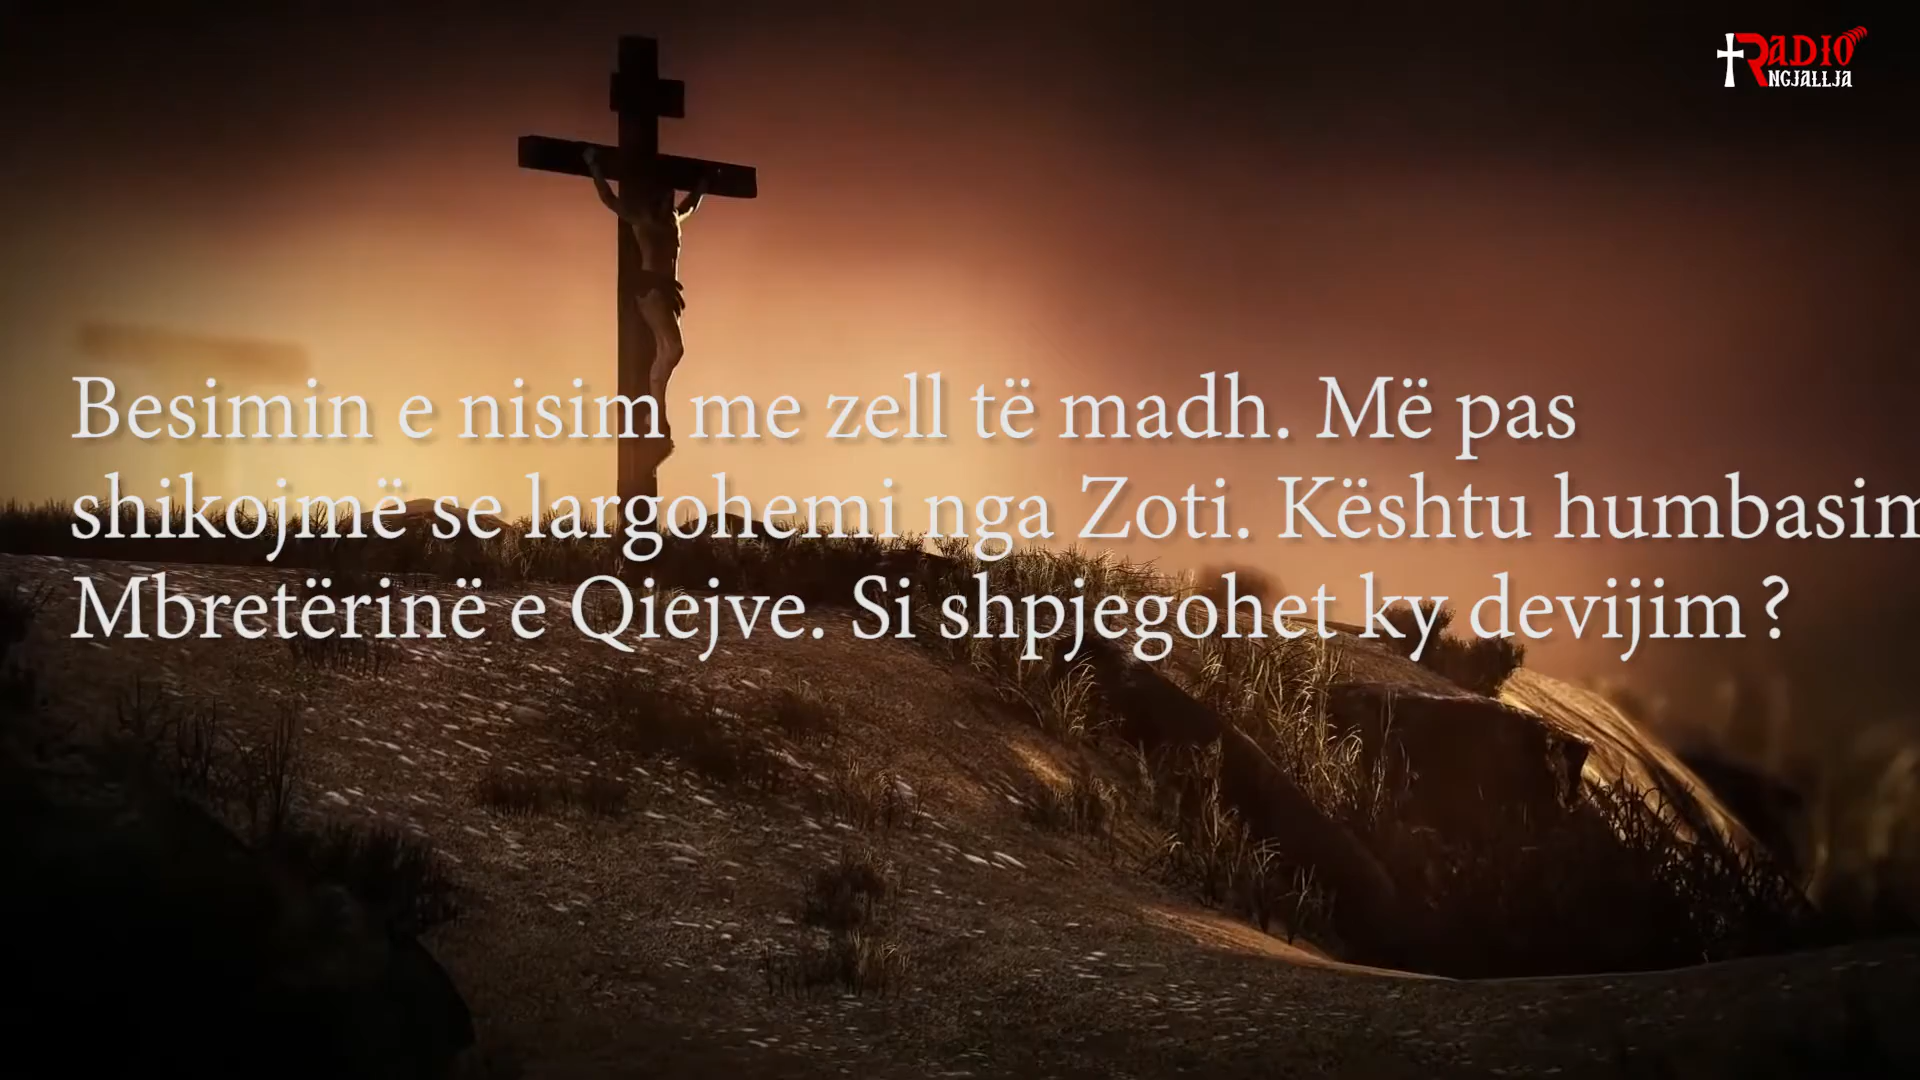 RADIO
NGJALLJA
Besimin e nisim me zell të madh. Më pas
shikojmë se largohemi nga Zoti. Kështu humbasim
Mbretërinë e Qiejve. Si shpjegohet ky devijim ?